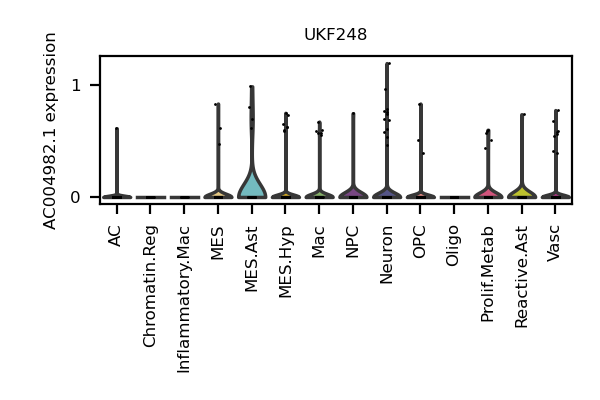 UKF248
AC004982.1 expression
1
0
AC
Chromatin.Reg
Inflammatory.Mac
MES
MES.Ast
MES.Hyp
Mac
NPC
Neuron
OPC
Oligo
Prolif.Metab
Reactive.Ast
Vasc